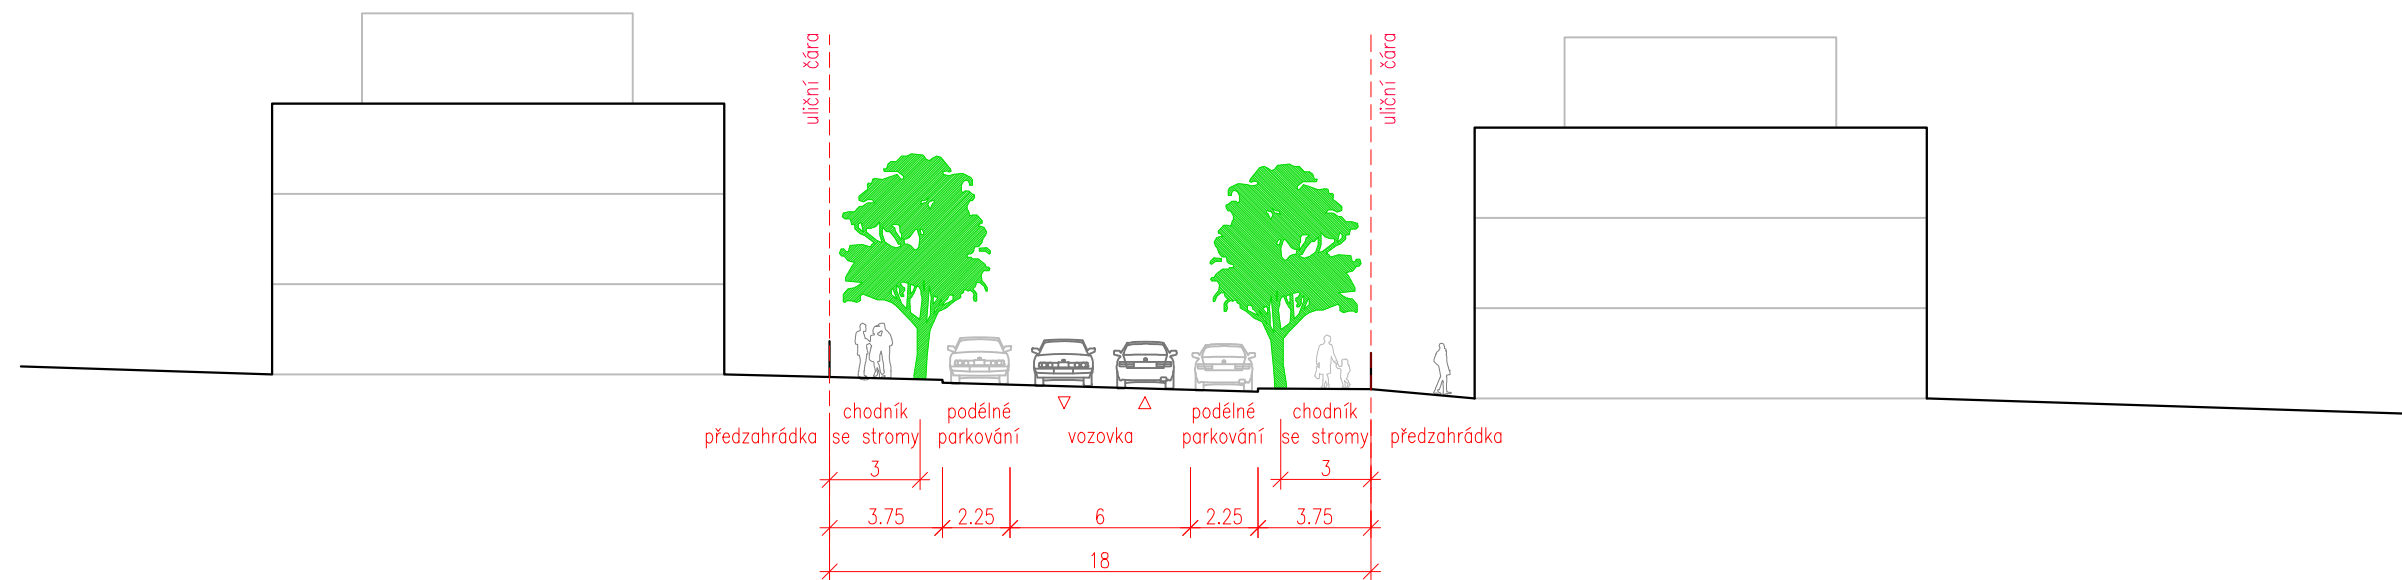 uliční čára
uliční čára
chodník
se stromy
podélné
parkování
vozovka
podélné
parkování
chodník
se stromy
předzahrádka
předzahrádka
3
3
3.75
2.25
6
2.25
3.75
18